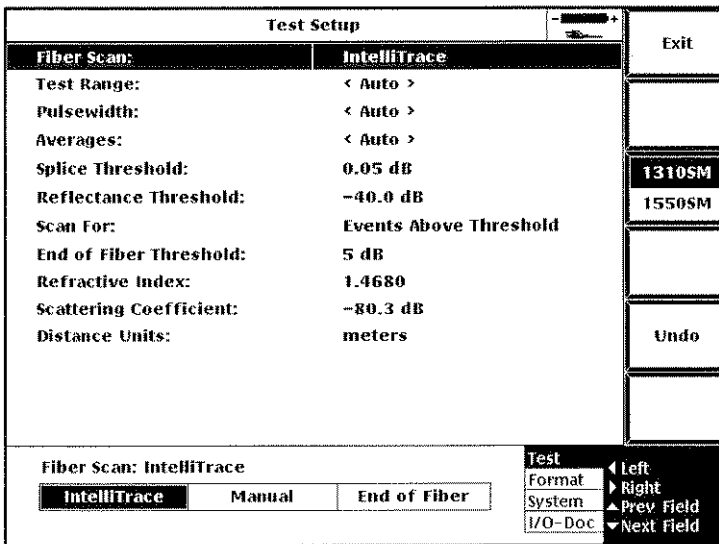 Test Setup
- +
Exit
Fiber Scan: IntelliTrace
Test Range: < Auto >
Pulsewidth: < Auto >
Averages: < Auto >
Splice Threshold: 0.05 dB
Reflectance Threshold: -40.0 dB
Scan For: Events Above Threshold
End of Fiber Threshold: 5 dB
Refractive Index: 1.4680
Scattering Coefficient: -80.3 dB
Distance Units: meters
1310SM
1550SM
Undo
Fiber Scan: IntelliTrace
IntelliTrace Manual End of Fiber
Test
Format
System
I/O-Doc
Left
Right
Prev Field
Next Field